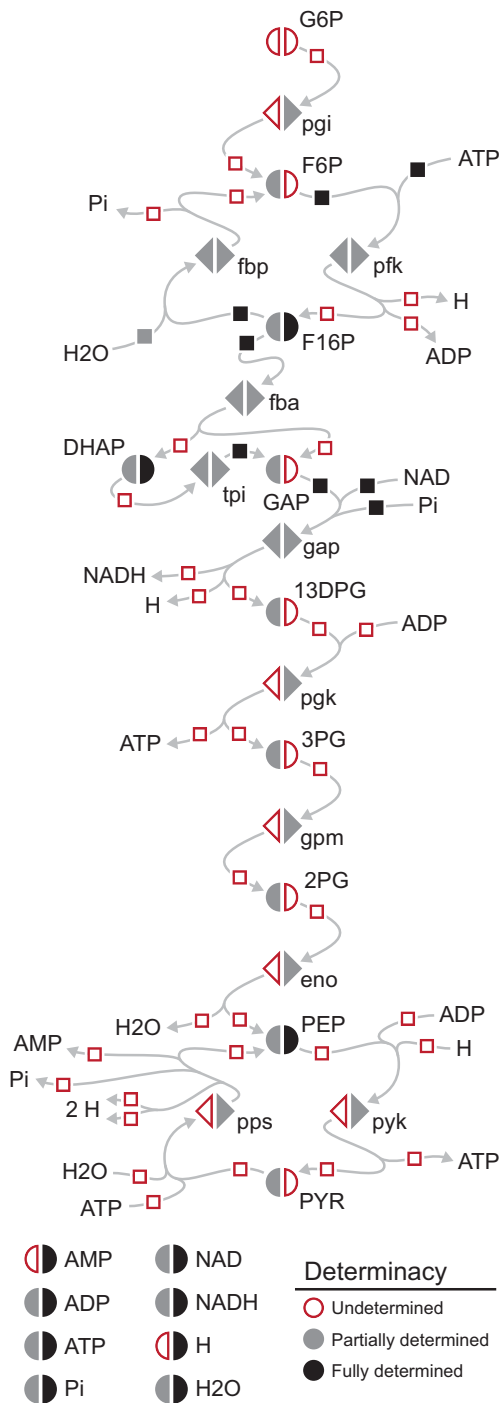 G6P
pgi
F6P
ATP
Pi
fbp
pfk
H
H2O
F16P
ADP
fba
DHAP
tpi
GAP
NAD
Pi
gap
NADH
H
13DPG
ADP
pgk
ATP
3PG
gpm
2PG
eno
H2O
PEP
ADP
AMP
H
Pi
2 H
pps
pyk
H2O
ATP
ATP
PYR
AMP
NAD
ADP
NADH
ATP
H
Pi
H2O
Determinacy
Undetermined
Partially determined
Fully determined